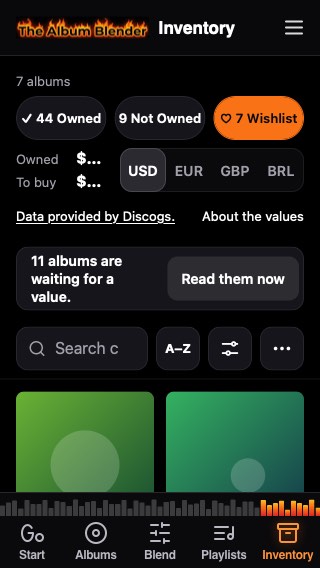 The Album Blender Inventory
7 albums
44 Owned
9 Not Owned
7 Wishlist
Owned $...
To buy $...
USD EUR GBP BRL
Data provided by Discogs.
About the values
11 albums are
waiting for a
value.
Read them now
Search c
A–Z
Go
Start
Albums
Blend
Playlists
Inventory